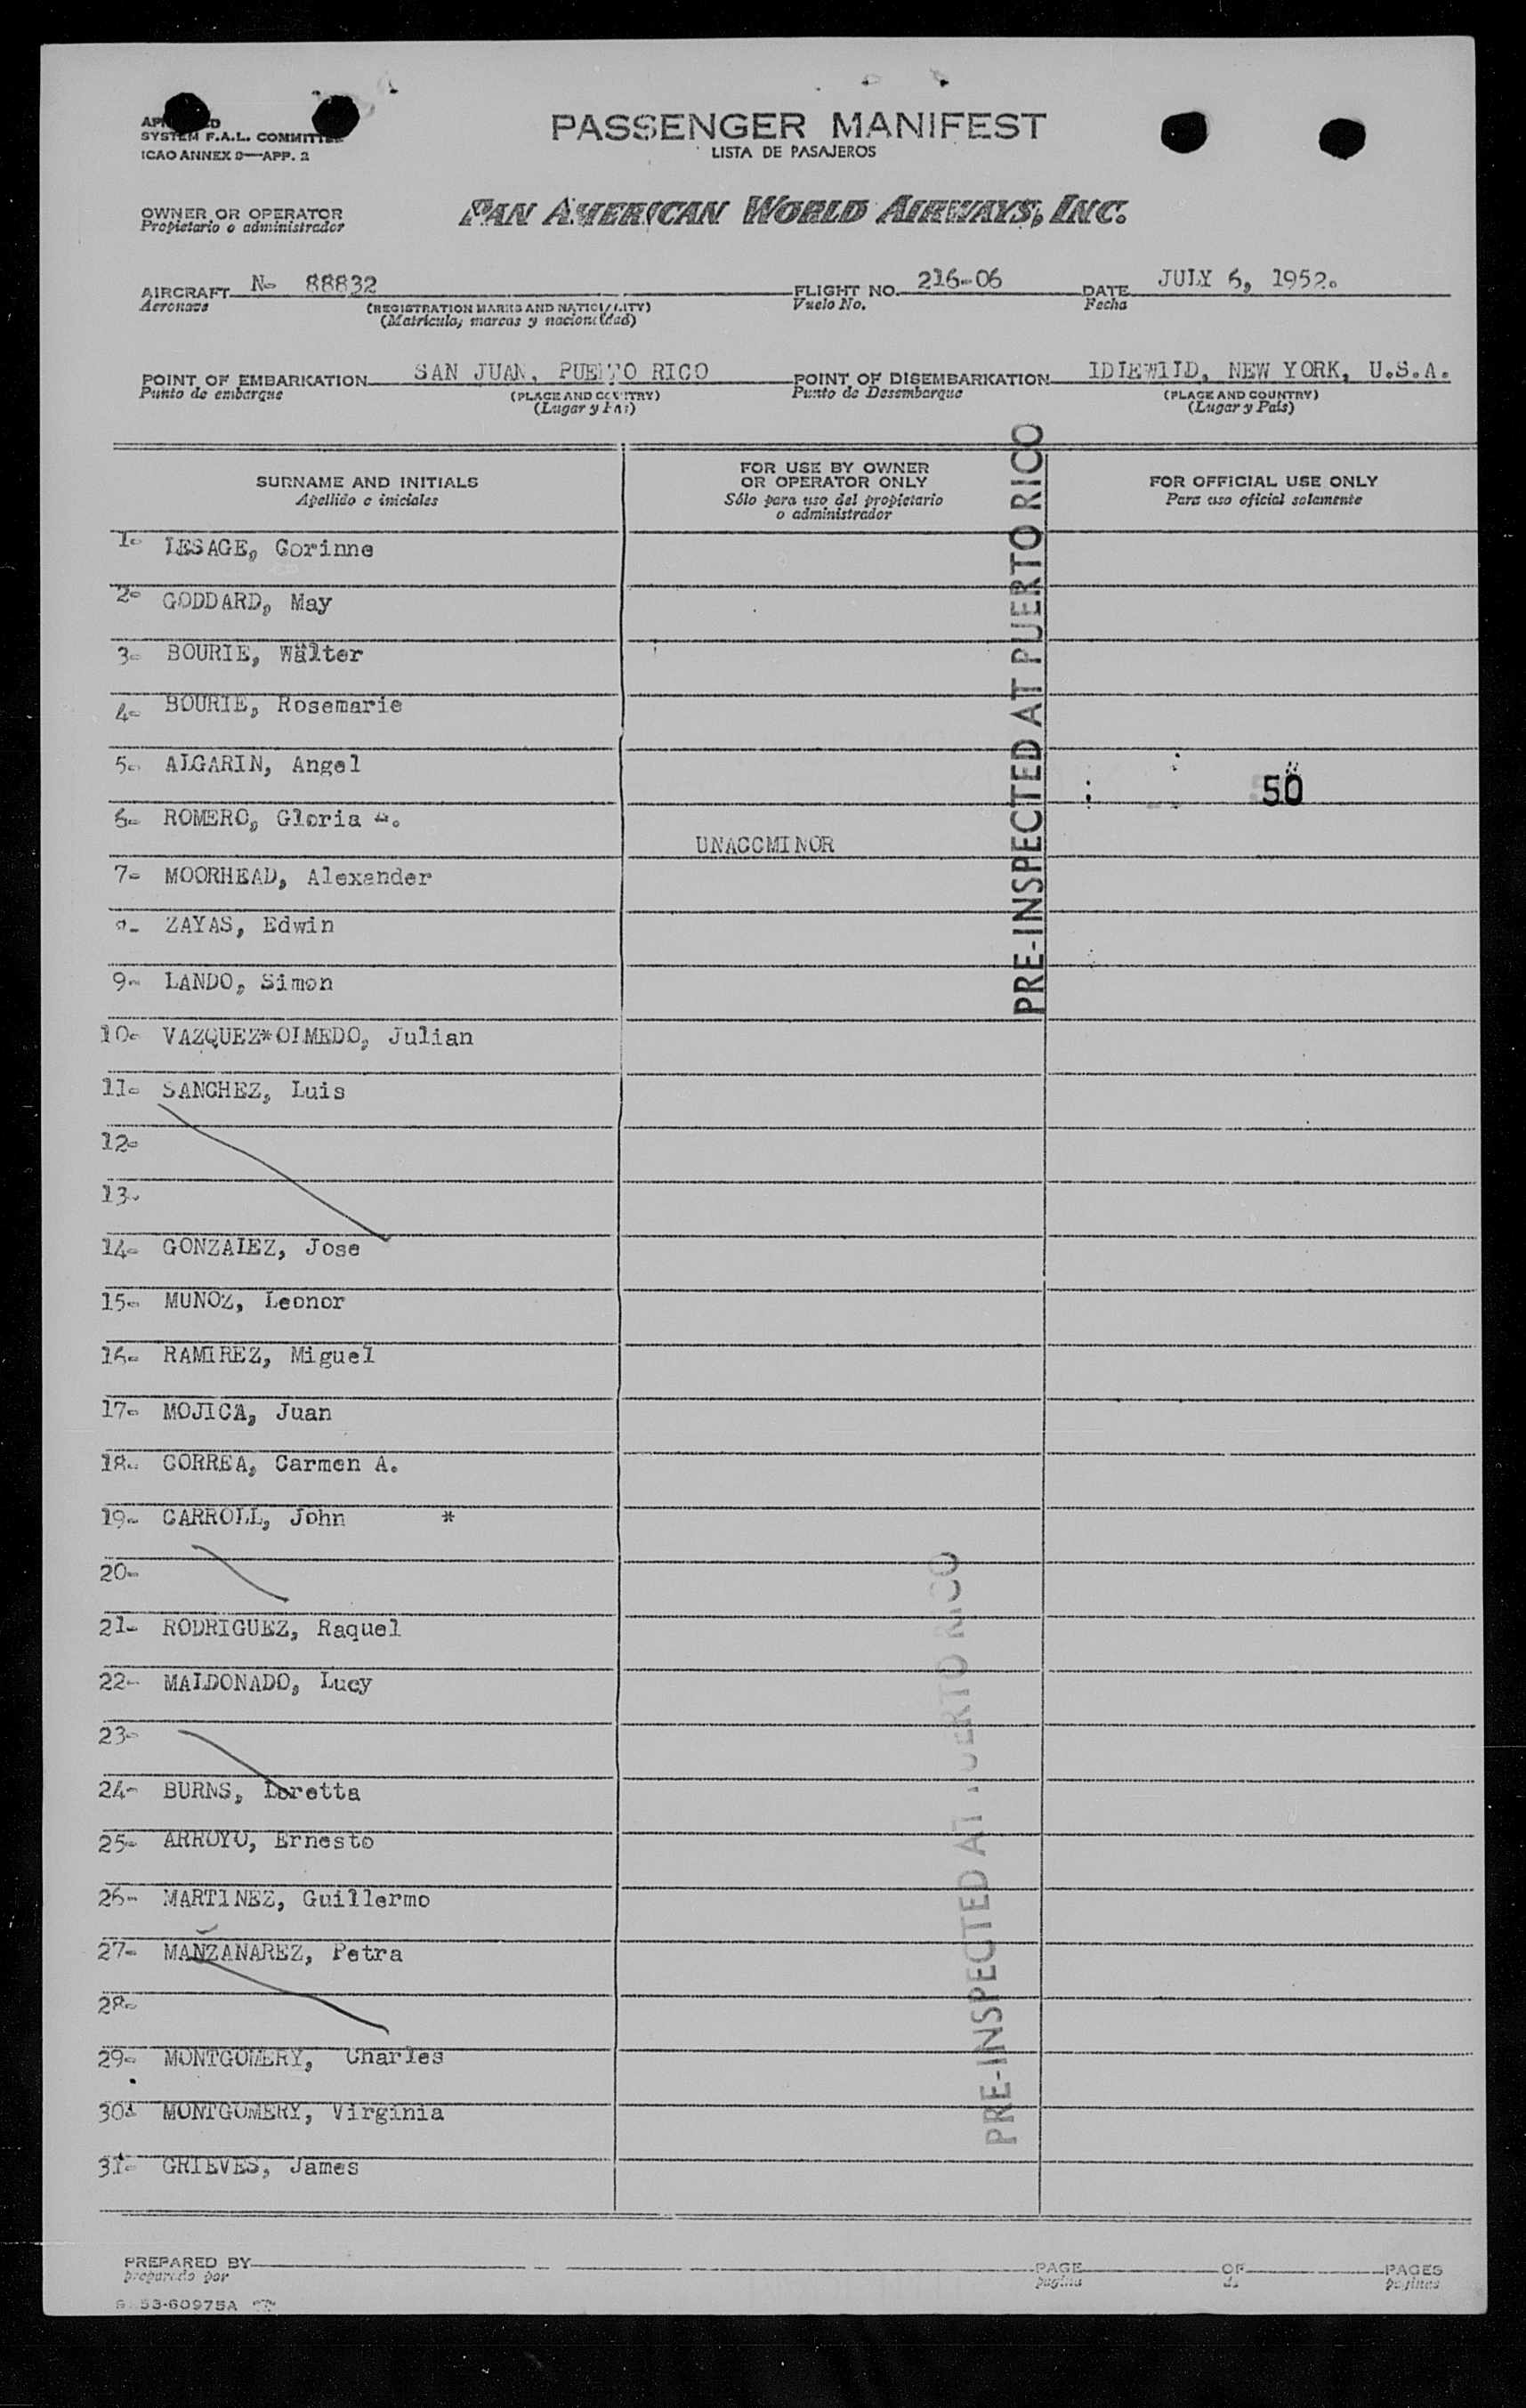 SYSTEM F.A.L. COMMITTEE
ICAO ANNEX 9—APP. 2
PASSENGER MANIFEST
LISTA DE PASAJEROS
OWNER OR OPERATOR
Propietario o administrador
PAN AMERICAN WORLD AIRWAYS, INC.
AIRCRAFT N- 88832
Aeronave
(REGISTRATION MARKS AND NATIONALITY)
(Matricula, marcas y nacionalidad)
FLIGHT NO. 216-06
Vuelo No.
DATE JULY 6, 1952.
Fecha
POINT OF EMBARKATION SAN JUAN, PUERTO RICO
Punto de embarque
(PLACE AND COUNTRY)
(Lugar y Pais)
POINT OF DISEMBARKATION IDLEWILD, NEW YORK, U.S.A.
Punto de Desembarque
(PLACE AND COUNTRY)
(Lugar y Pais)
SURNAME AND INITIALS
Apellido e iniciales
FOR USE BY OWNER
OR OPERATOR ONLY
Sólo para uso del propietario
o administrador
FOR OFFICIAL USE ONLY
Para uso oficial solamente
1- LESAGE, Corinne
2- GODDARD, May
3- BOURIE, Walter
4- BOURIE, Rosemarie
5- ALGARIN, Angel
50
6- ROMERO, Gloria
UNACCMINOR
7- MOORHEAD, Alexander
ZAYAS, Edwin
9- LANDO, Simon
10- VAZQUEZ*OLMEDO, Julian
11- SANCHEZ, Luis
12-
13-
14- GONZALEZ, Jose
15- MUNOZ, Leonor
16- RAMIREZ, Miguel
17- MOJICA, Juan
18- CORREA, Carmen A.
19- CARROLL, John *
20-
21- RODRIGUEZ, Raquel
22- MALDONADO, Lucy
23-
24- BURNS, Loretta
25- ARROYO, Ernesto
26- MARTINEZ, Guillermo
27- MANZANAREZ, Petra
28-
29- MONTGOMERY, Charles
30- MONTGOMERY, Virginia
31- GRIEVES, James
PRE-INSPECTED AT PUERTO RICO
PRE-INSPECTED AT PUERTO RICO
PREPARED BY
preparado por
PAGE OF PAGES
pagina de paginas
53-60975A